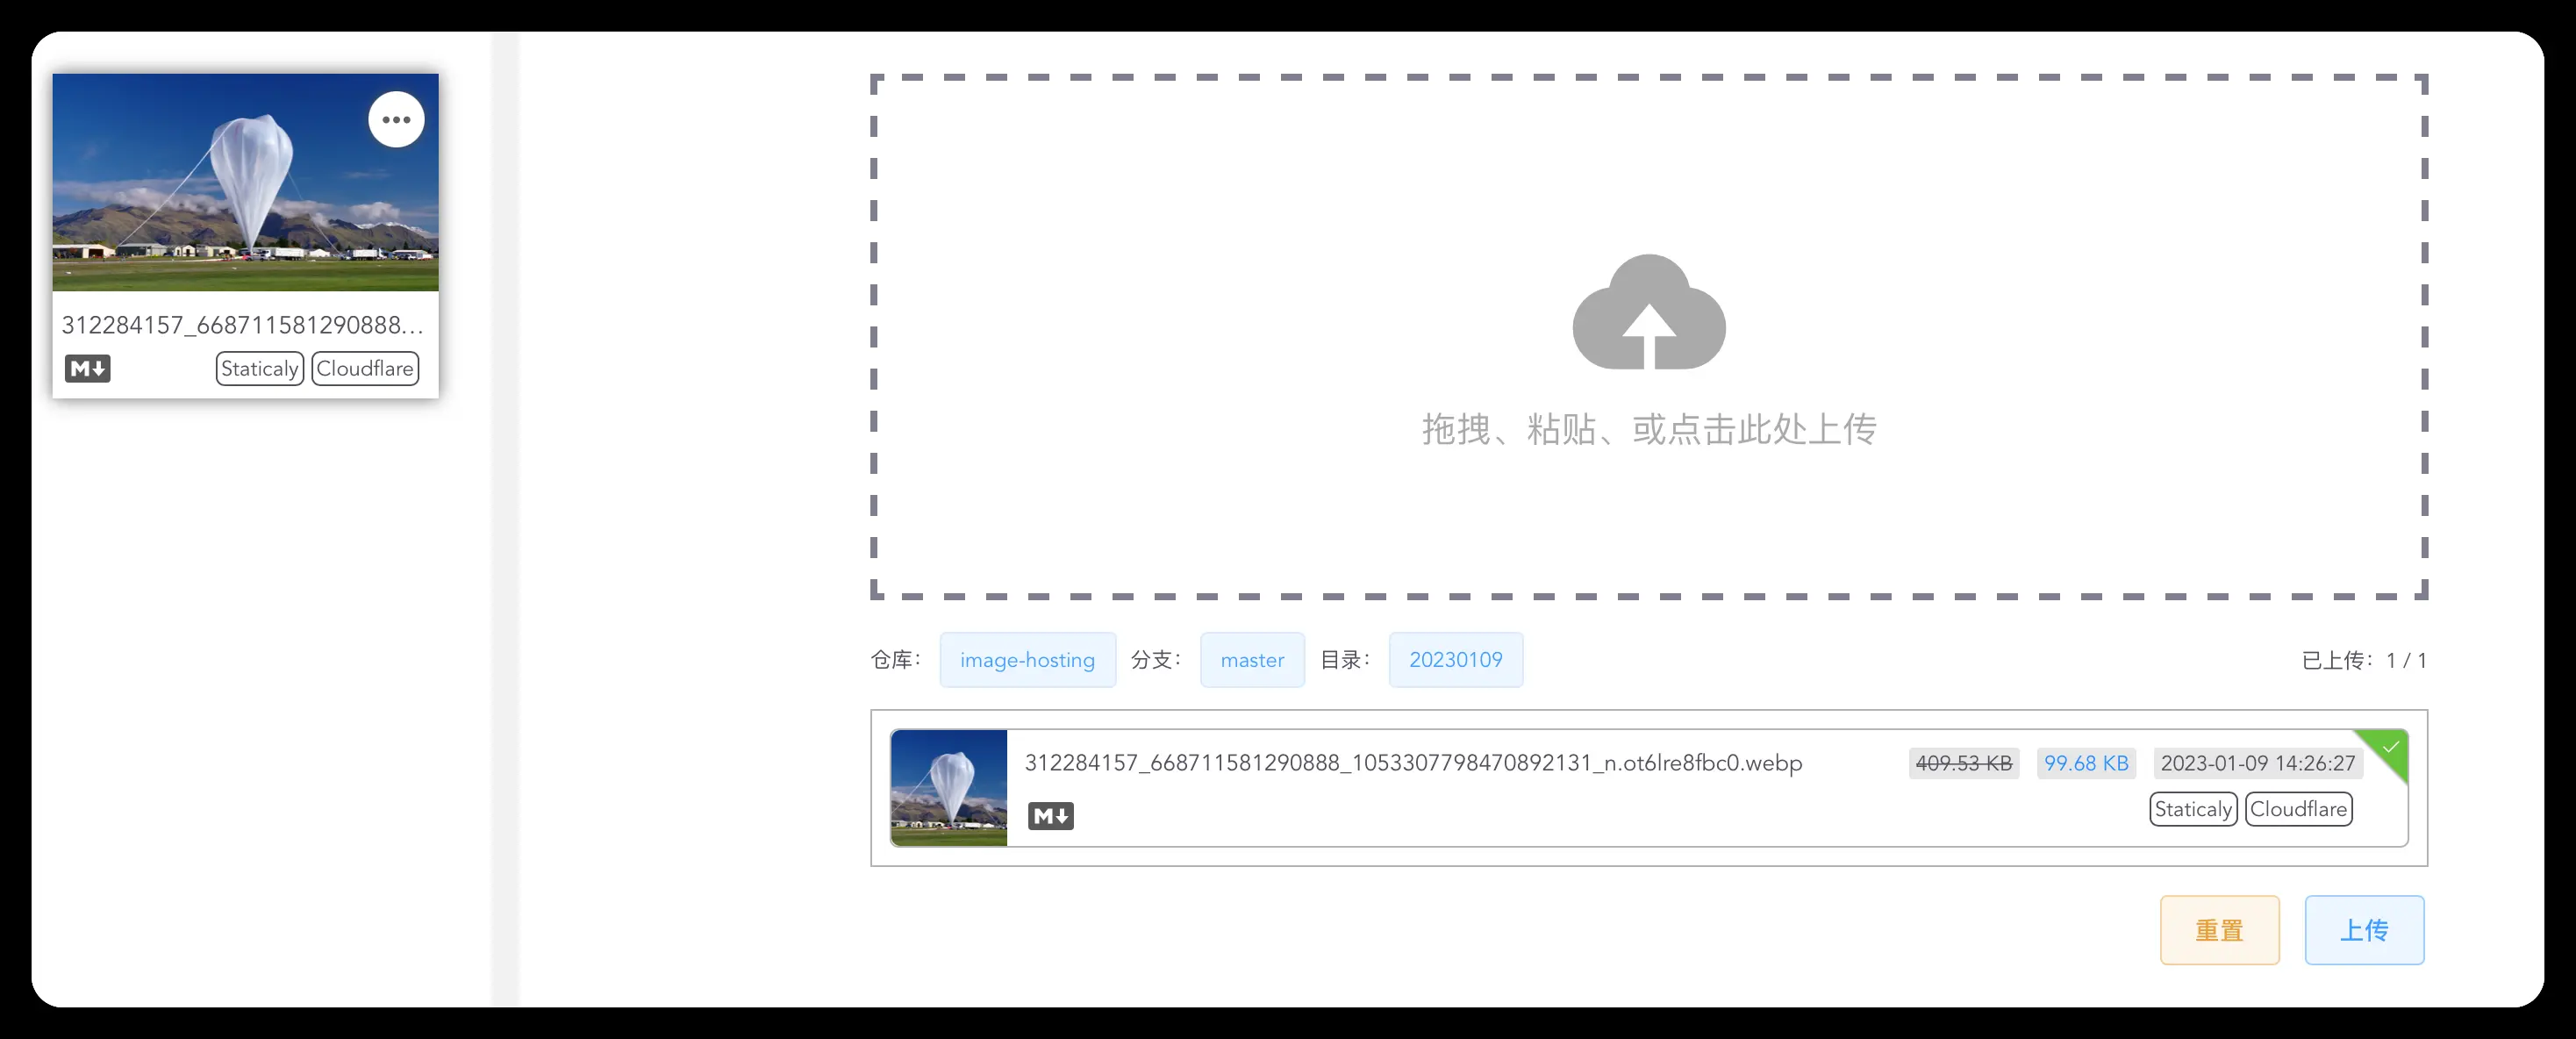 312284157_668711581290888...
M↓ Staticaly Cloudflare
拖拽、粘贴、或点击此处上传
仓库： image-hosting 分支： master 目录： 20230109 已上传：1 / 1
312284157_668711581290888_1053307798470892131_n.ot6lre8fbc0.webp 409.53 KB 99.68 KB 2023-01-09 14:26:27
M↓ Staticaly Cloudflare
重置 上传